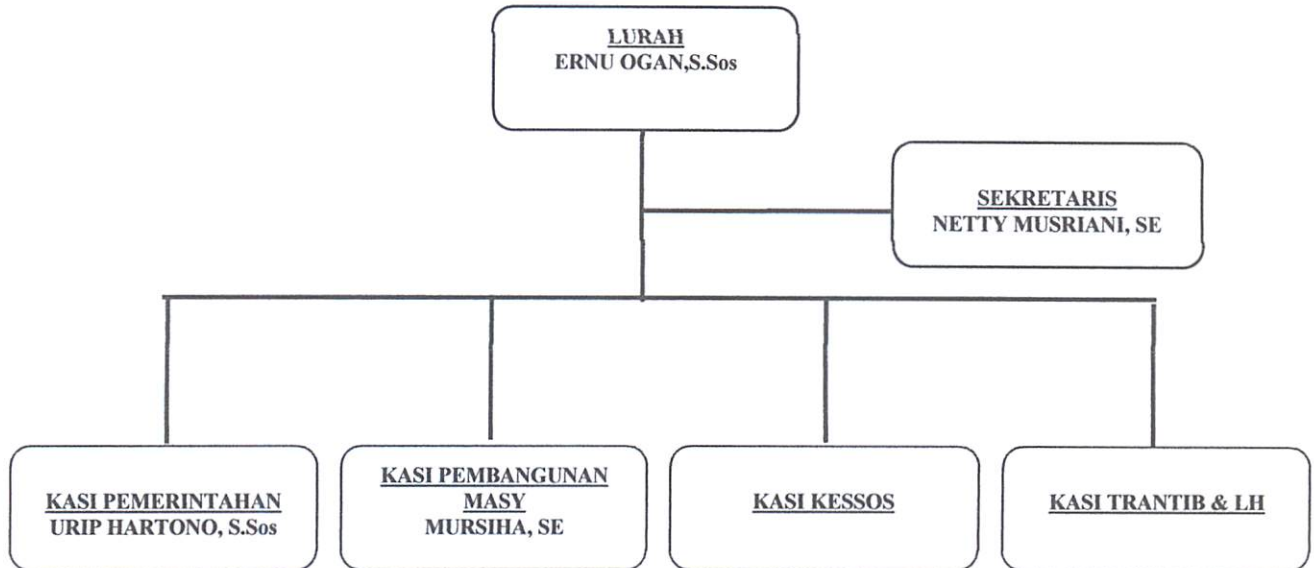 LURAH
ERNU OGAN,S.Sos
SEKRETARIS
NETTY MUSRIANI, SE
KASI PEMERINTAHAN
URIP HARTONO, S.Sos
KASI PEMBANGUNAN
MASY
MURSIHA, SE
KASI KESSOS
KASI TRANTIB & LH